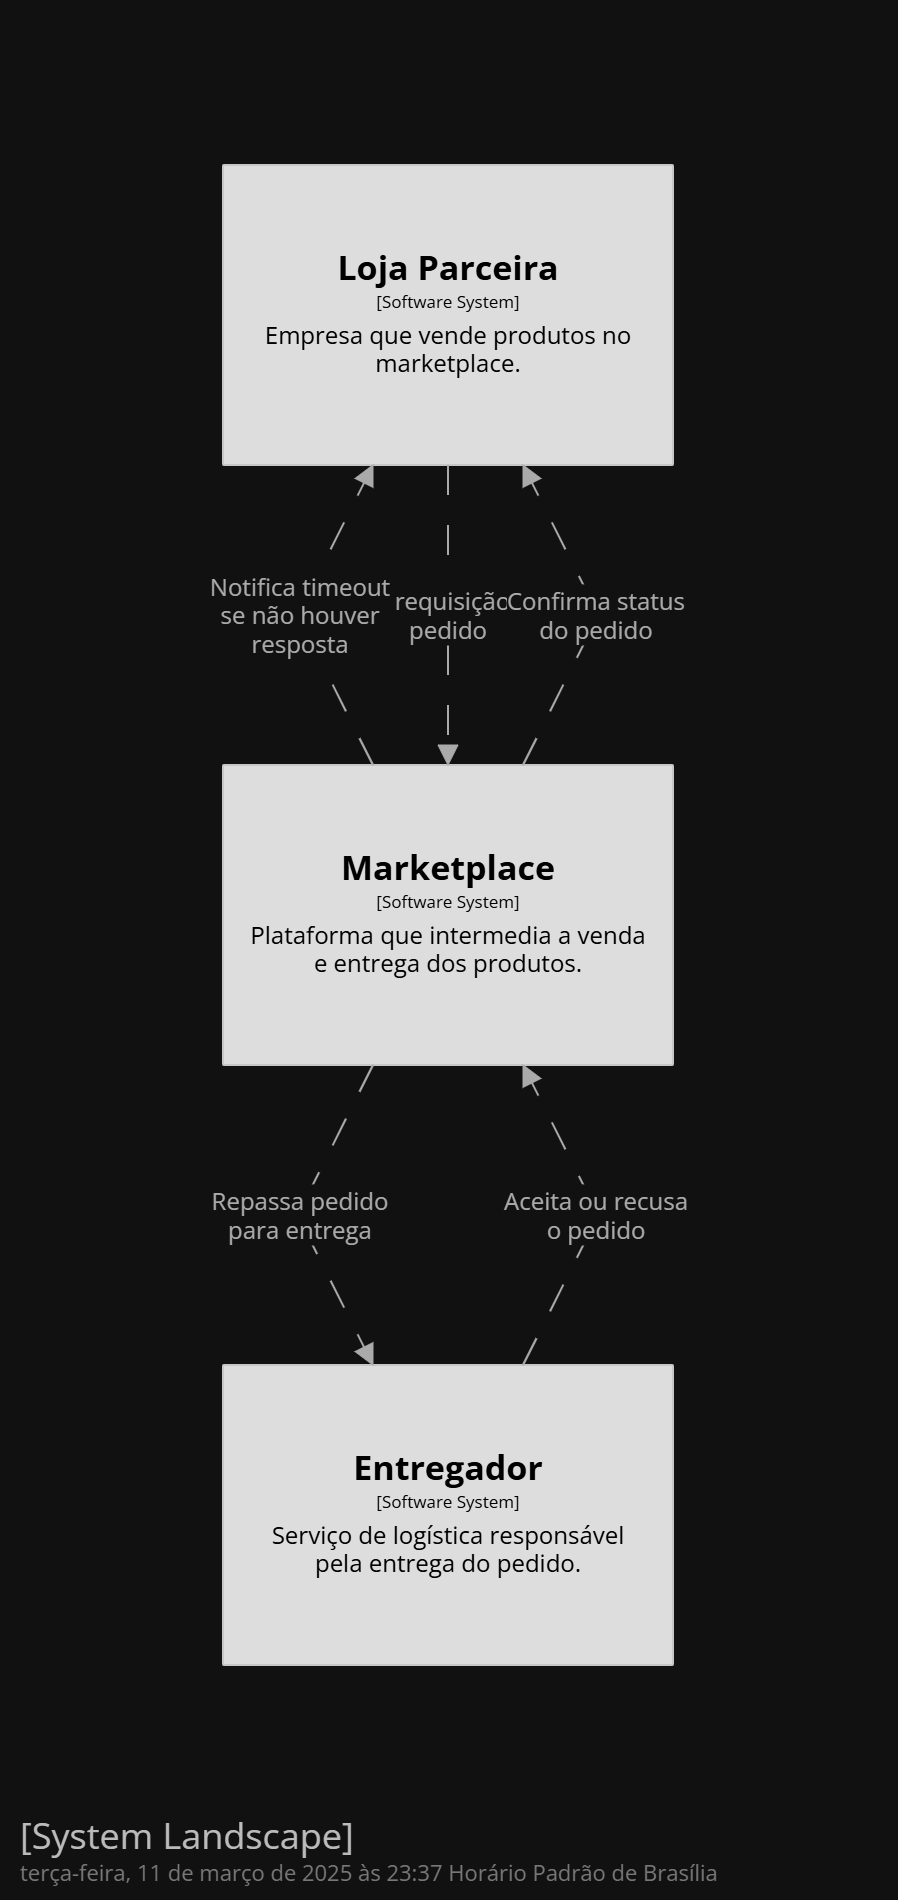 Loja Parceira
[Software System]
Empresa que vende produtos no
marketplace.
Notifica timeout
se não houver
resposta
requisição
pedido
Confirma status
do pedido
Marketplace
[Software System]
Plataforma que intermedia a venda
e entrega dos produtos.
Repassa pedido
para entrega
Aceita ou recusa
o pedido
Entregador
[Software System]
Serviço de logística responsável
pela entrega do pedido.
[System Landscape]
terça-feira, 11 de março de 2025 às 23:37 Horário Padrão de Brasília